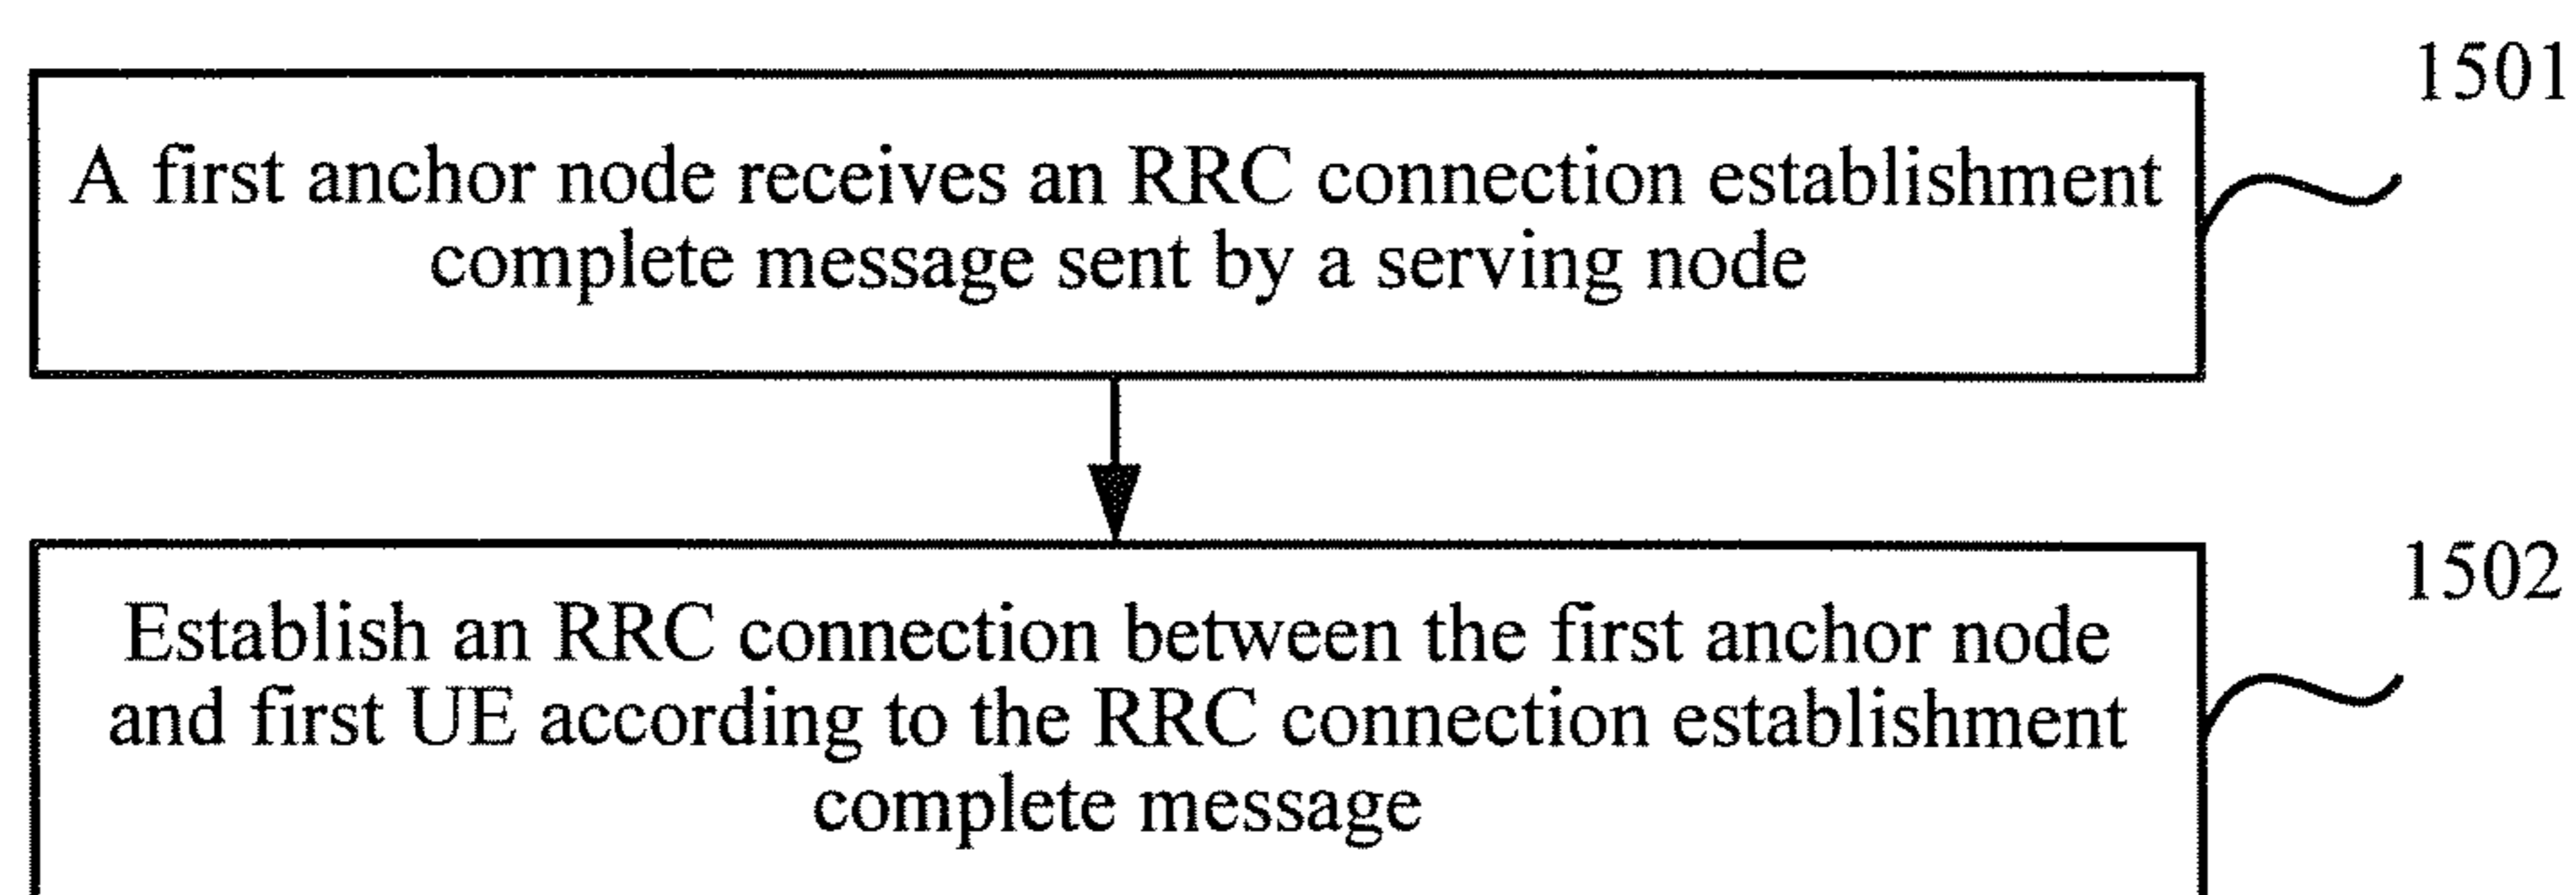 1501
A first anchor node receives an RRC connection establishment
complete message sent by a serving node
1502
Establish an RRC connection between the first anchor node
and first UE according to the RRC connection establishment
complete message